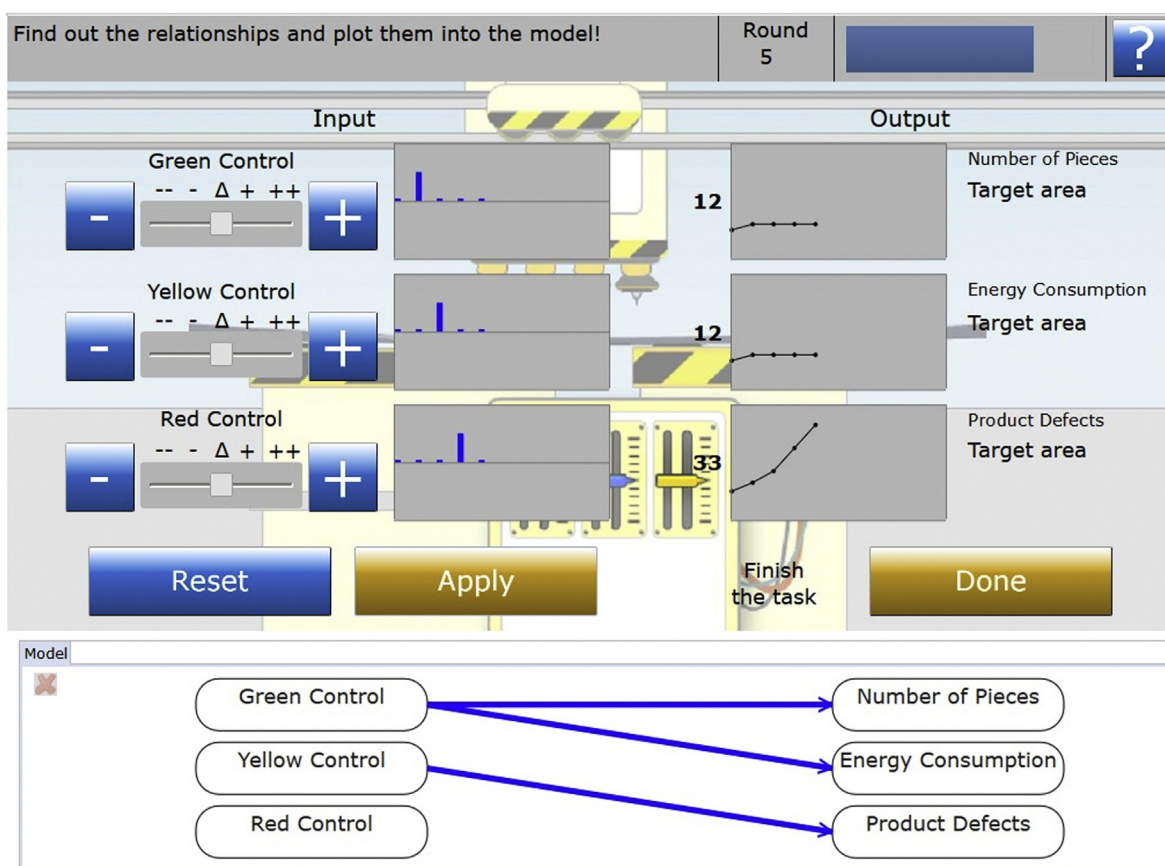 Find out the relationships and plot them into the model!
Round
5
?
Input
Output
Green Control
-- - Δ + ++
-
+
12
Number of Pieces
Target area
Yellow Control
-- - Δ + ++
-
+
12
Energy Consumption
Target area
Red Control
-- - Δ + ++
-
+
33
Product Defects
Target area
Reset
Apply
Finish
the task
Done
Model
Green Control
Number of Pieces
Yellow Control
Energy Consumption
Red Control
Product Defects